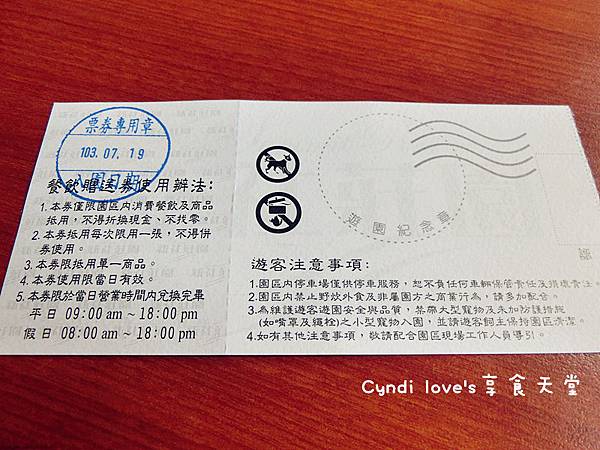 票券專用章
103.07.19
入園日期
餐飲贈送券使用辦法:
1.本券僅限園區內消費餐飲及商品
抵用,不得折換現金、不找零。
2.本券抵用每次限用一張,不得併
券使用。
3.本券限抵用單一商品。
4.本券使用限當日有效。
5.本券限於當日營業時間內兌換完畢
平日 09:00 am ~ 18:00 pm
假日 08:00 am ~ 18:00 pm
遊園紀念章
遊客注意事項:
1.園區內停車場僅供停車服務,恕不負任何車輛保管責任及損壞責任。
2.園區內禁止野炊外食及非屬園方之商業行為,請多加配合。
3.為維護遊客遊園安全與品質,禁帶大型寵物及未加防護措施
(如嘴罩及繩栓)之小型寵物入園,並請遊客飼主保持園區清潔。
4.如有其他注意事項,敬請配合園區現場工作人員導引。
Cyndi love's享食天堂